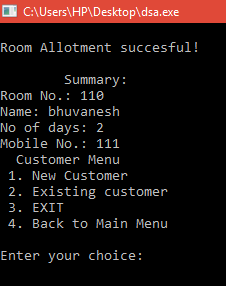 C:\Users\HP\Desktop\dsa.exe
Room Allotment succesful!
Summary:
Room No.: 110
Name: bhuvanesh
No of days: 2
Mobile No.: 111
Customer Menu
1. New Customer
2. Existing customer
3. EXIT
4. Back to Main Menu
Enter your choice: